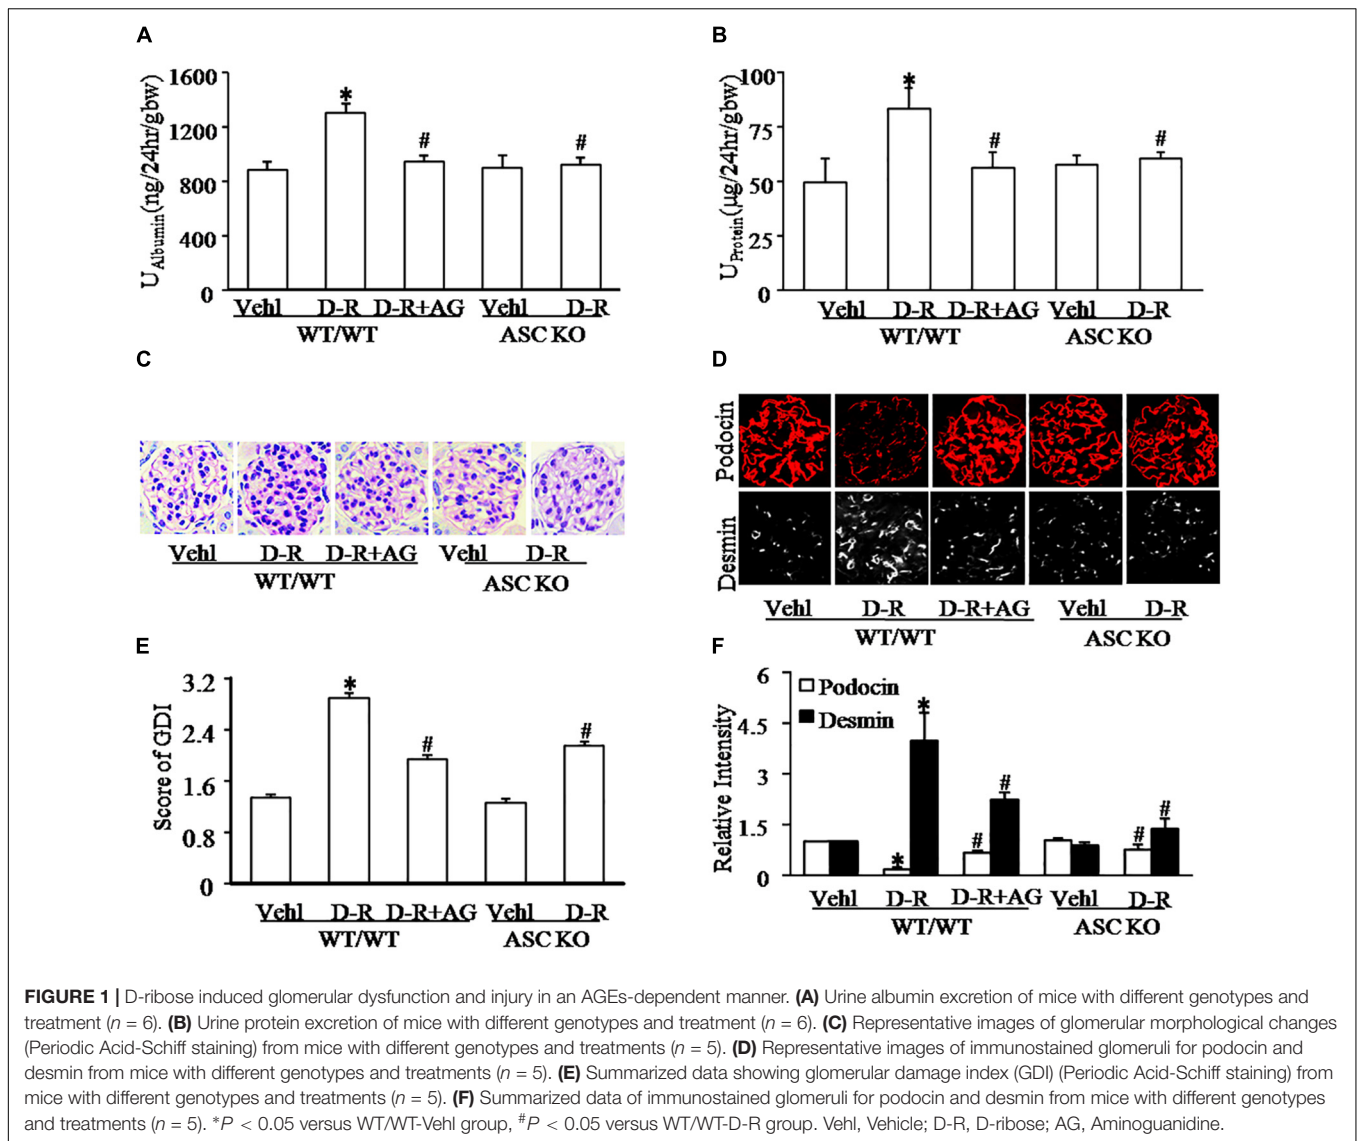 A
U Albumin (ng/24hr/gbw)
1600
1200
800
400
0
*
#
#
Vehl D-R D-R+AG Vehl D-R
WT/WT ASC KO
B
U Protein (µg/24hr/gbw)
100
75
50
25
0
*
#
#
Vehl D-R D-R+AG Vehl D-R
WT/WT ASC KO
C
Vehl D-R D-R+AG Vehl D-R
WT/WT ASC KO
D
Podocin
Desmin
Vehl D-R D-R+AG Vehl D-R
WT/WT ASC KO
E
Score of GDI
3.2
2.4
1.6
0.8
0
*
#
#
Vehl D-R D-R+AG Vehl D-R
WT/WT ASC KO
F
Relative Intensity
6
4.5
3
1.5
0
Podocin
Desmin
*
*
#
#
#
#
Vehl D-R D-R+AG Vehl D-R
WT/WT ASC KO
FIGURE 1 | D-ribose induced glomerular dysfunction and injury in an AGEs-dependent manner. (A) Urine albumin excretion of mice with different genotypes and
treatment (n = 6). (B) Urine protein excretion of mice with different genotypes and treatment (n = 6). (C) Representative images of glomerular morphological changes
(Periodic Acid-Schiff staining) from mice with different genotypes and treatments (n = 5). (D) Representative images of immunostained glomeruli for podocin and
desmin from mice with different genotypes and treatments (n = 5). (E) Summarized data showing glomerular damage index (GDI) (Periodic Acid-Schiff staining) from
mice with different genotypes and treatments (n = 5). (F) Summarized data of immunostained glomeruli for podocin and desmin from mice with different genotypes
and treatments (n = 5). *P < 0.05 versus WT/WT-Vehl group, #P < 0.05 versus WT/WT-D-R group. Vehl, Vehicle; D-R, D-ribose; AG, Aminoguanidine.